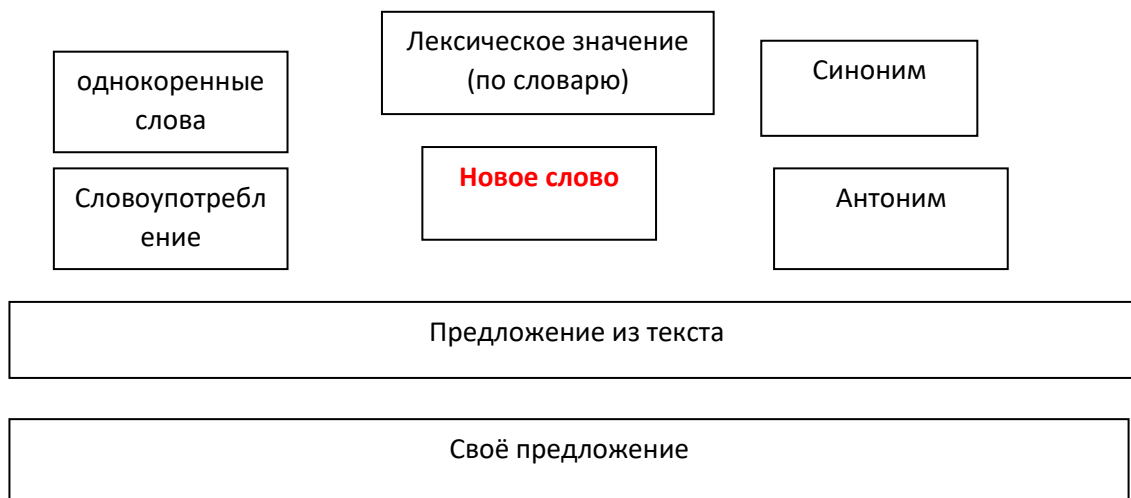 однокоренные
слова
Лексическое значение
(по словарю)
Синоним
Словоупотребл
ение
Новое слово
Антоним
Предложение из текста
Своё предложение